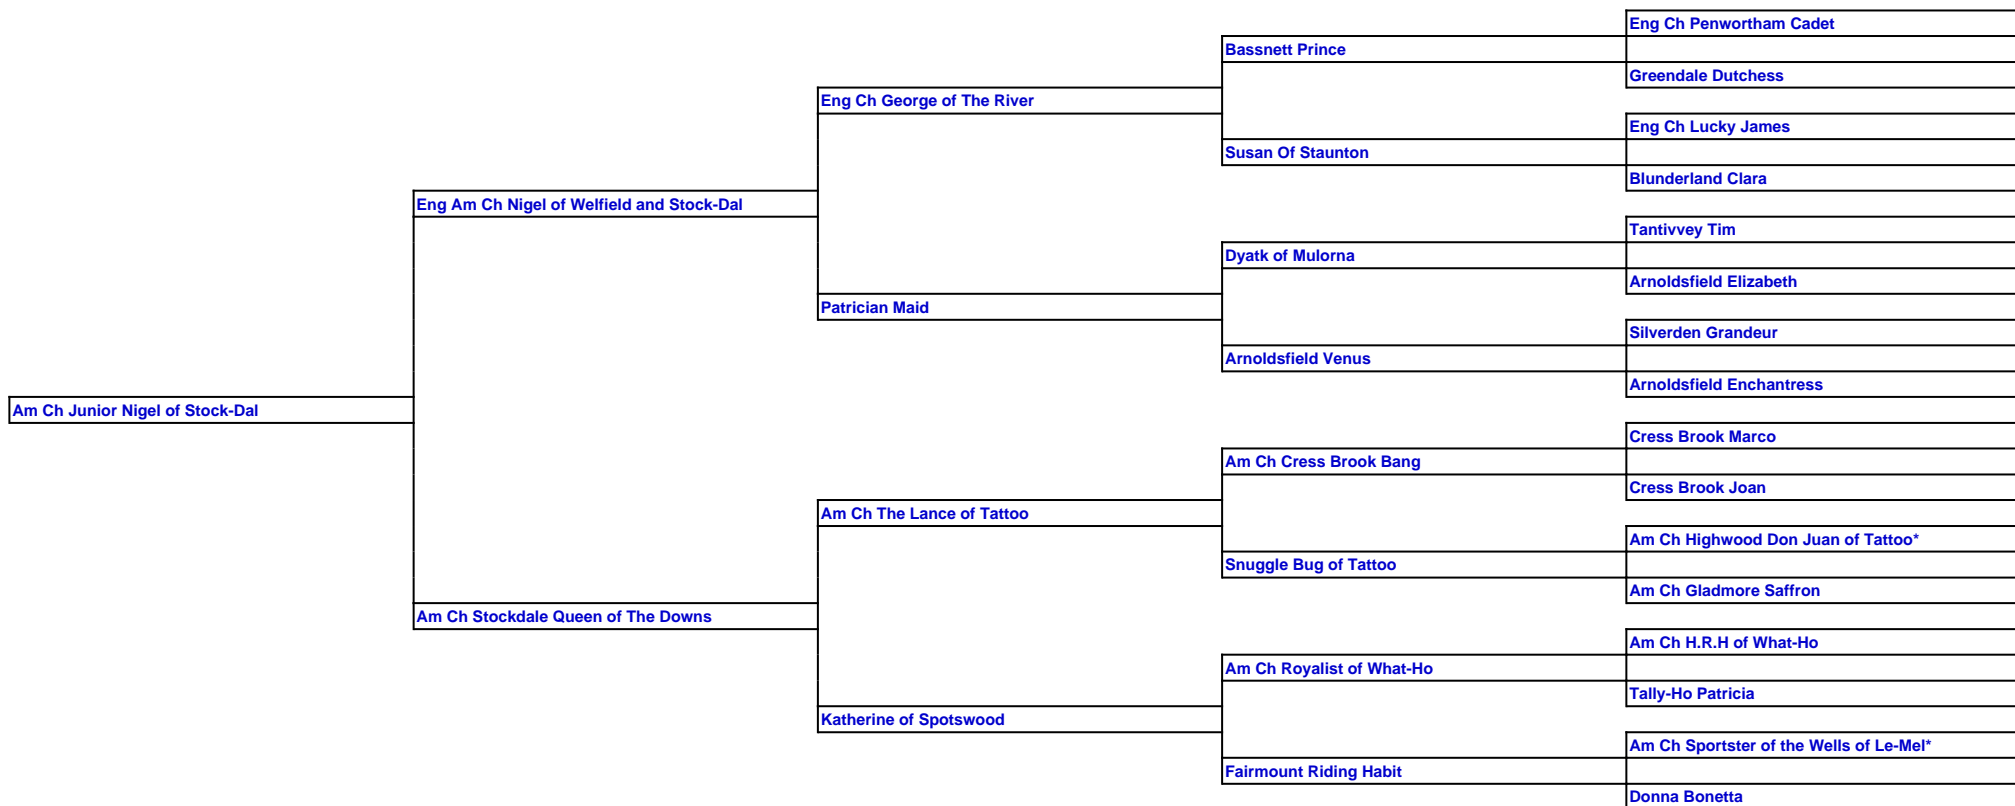 Eng Ch Penwortham Cadet
Bassnett Prince
Greendale Dutchess
Eng Ch George of The River
Eng Ch Lucky James
Susan Of Staunton
Blunderland Clara
Eng Am Ch Nigel of Welfield and Stock-Dal
Tantivvey Tim
Dyatk of Mulorna
Arnoldsfield Elizabeth
Patrician Maid
Silverden Grandeur
Arnoldsfield Venus
Arnoldsfield Enchantress
Am Ch Junior Nigel of Stock-Dal
Cress Brook Marco
Am Ch Cress Brook Bang
Cress Brook Joan
Am Ch The Lance of Tattoo
Am Ch Highwood Don Juan of Tattoo*
Snuggle Bug of Tattoo
Am Ch Gladmore Saffron
Am Ch Stockdale Queen of The Downs
Am Ch H.R.H of What-Ho
Am Ch Royalist of What-Ho
Tally-Ho Patricia
Katherine of Spotswood
Am Ch Sportster of the Wells of Le-Mel*
Fairmount Riding Habit
Donna Bonetta